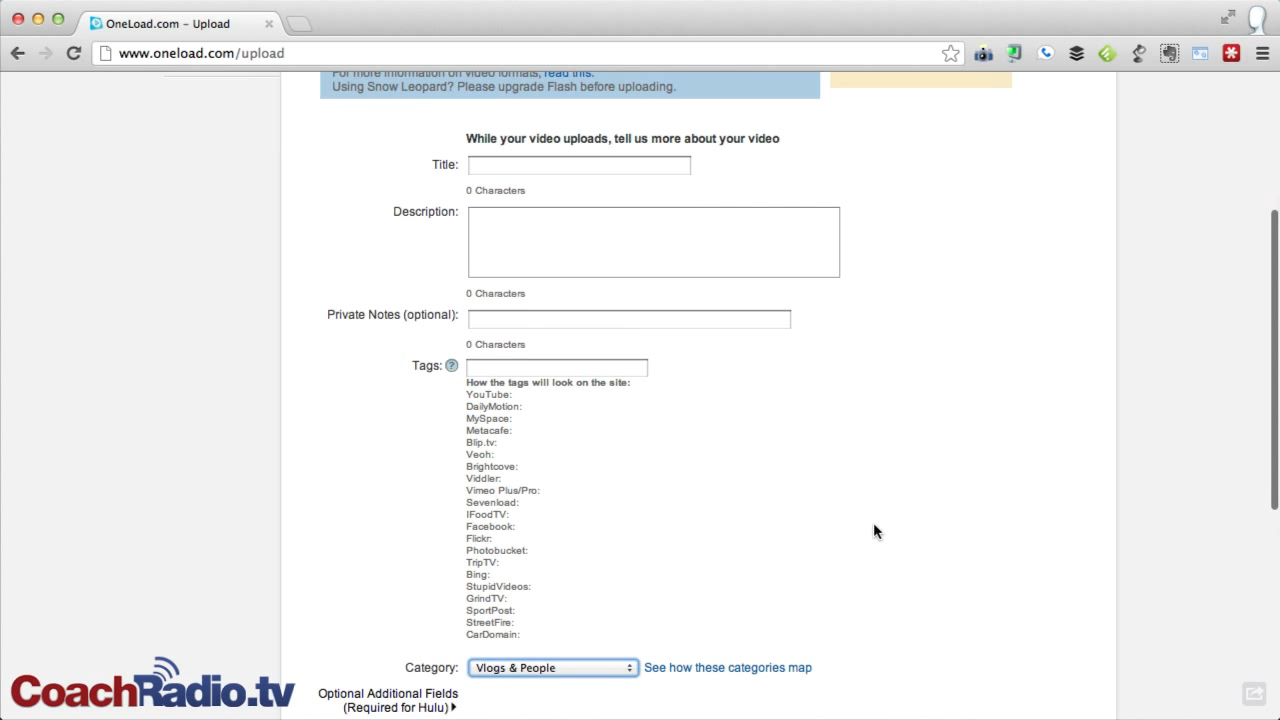 OneLoad.com – Upload
www.oneload.com/upload
For more information on video formats, read this.
Using Snow Leopard? Please upgrade Flash before uploading.
While your video uploads, tell us more about your video
Title:
0 Characters
Description:
0 Characters
Private Notes (optional):
0 Characters
Tags: ?
How the tags will look on the site:
YouTube:
DailyMotion:
MySpace:
Metacafe:
Blip.tv:
Veoh:
Brightcove:
Viddler:
Vimeo Plus/Pro:
Sevenload:
IFoodTV:
Facebook:
Flickr:
Photobucket:
TripTV:
Bing:
StupidVideos:
GrindTV:
SportPost:
StreetFire:
CarDomain:
Category: Vlogs & People See how these categories map
Optional Additional Fields
(Required for Hulu)
CoachRadio.tv